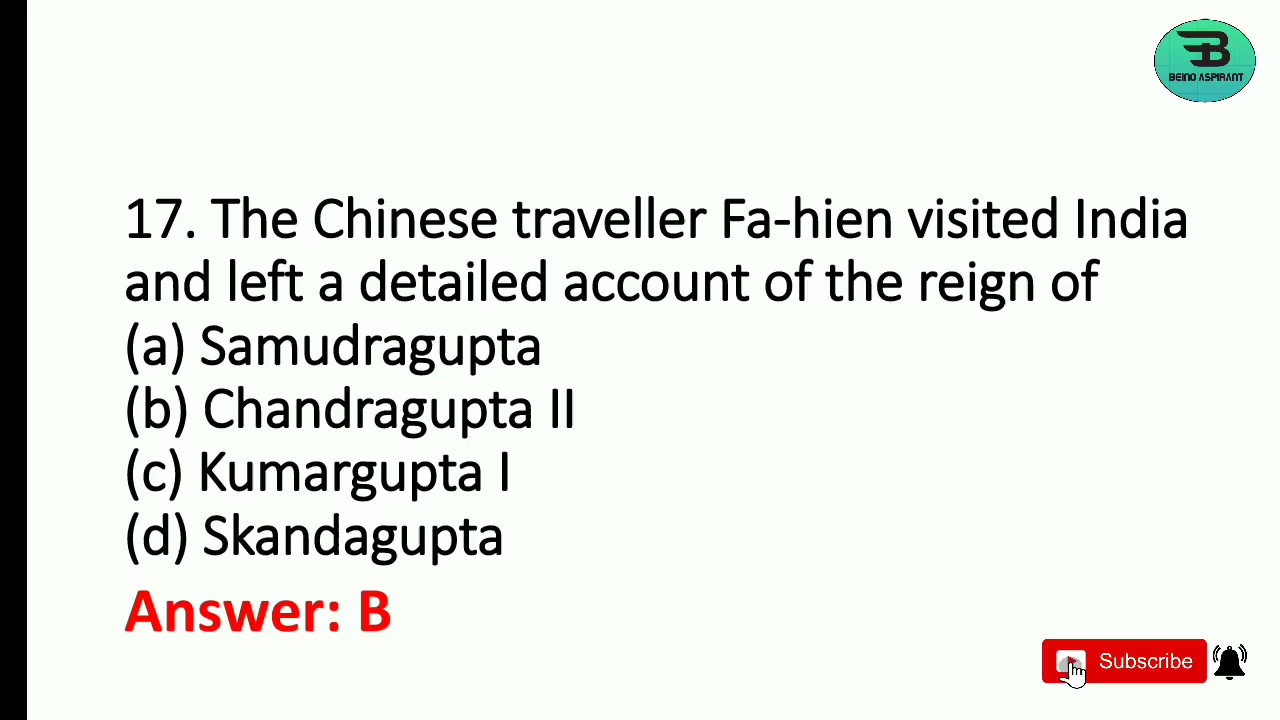 BEINO ASPIRANT
17. The Chinese traveller Fa-hien visited India
and left a detailed account of the reign of
(a) Samudragupta
(b) Chandragupta II
(c) Kumargupta I
(d) Skandagupta
Answer: B
Subscribe